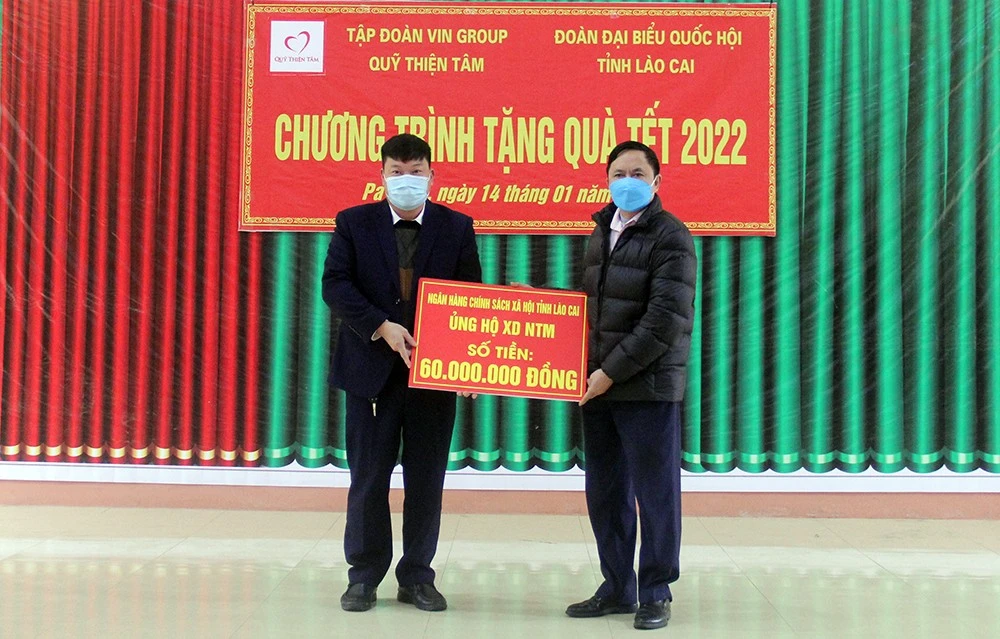 QUỸ THIỆN TÂM
TẬP ĐOÀN VIN GROUP
QUỸ THIỆN TÂM
ĐOÀN ĐẠI BIỂU QUỐC HỘI
TỈNH LÀO CAI
CHƯƠNG TRÌNH TẶNG QUÀ TẾT 2022
Pa ngày 14 tháng 01 năm
NGÂN HÀNG CHÍNH SÁCH XÃ HỘI TỈNH LÀO CAI
ỦNG HỘ XD NTM
SỐ TIỀN:
60.000.000 ĐỒNG